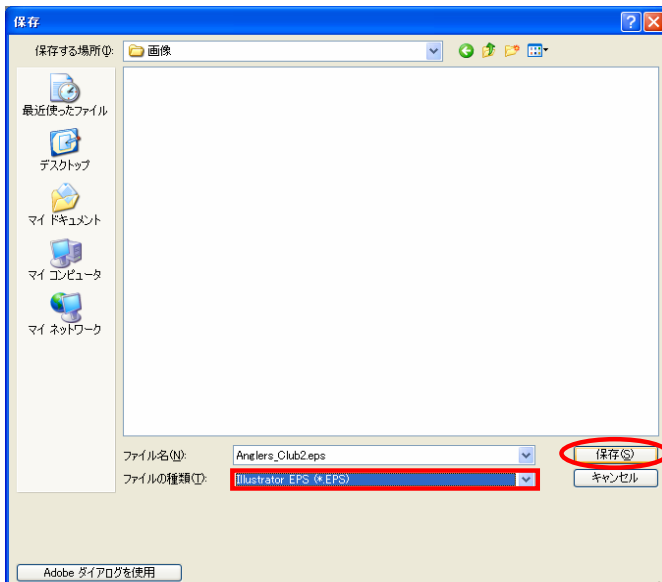 保存
保存する場所(I):
画像
最近使ったファイル
デスクトップ
マイ ドキュメント
マイ コンピュータ
マイ ネットワーク
ファイル名(N):
Anglers_Club2.eps
保存(S)
ファイルの種類(T):
Illustrator EPS (*.EPS)
キャンセル
Adobe ダイアログを使用